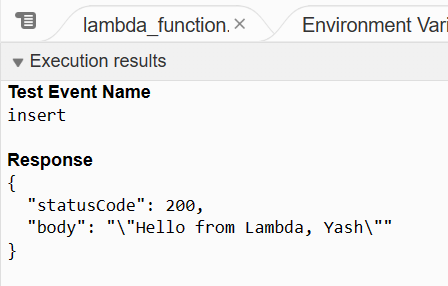 lambda_function. × Environment Vari
▼ Execution results
Test Event Name
insert
Response
{
  "statusCode": 200,
  "body": "\"Hello from Lambda, Yash\""
}